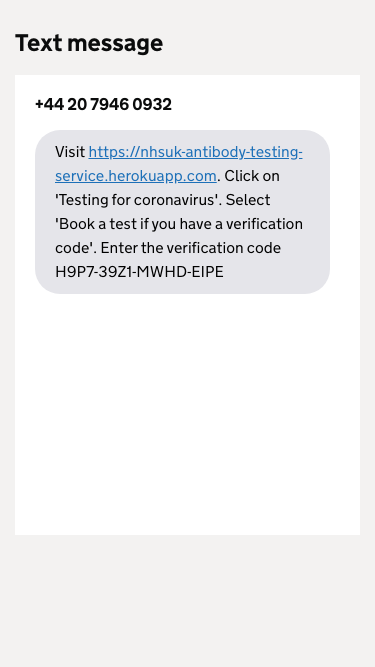 Text message
+44 20 7946 0932
Visit https://nhsuk-antibody-testing-
service.herokuapp.com. Click on
'Testing for coronavirus'. Select
'Book a test if you have a verification
code'. Enter the verification code
H9P7-39Z1-MWHD-EIPE